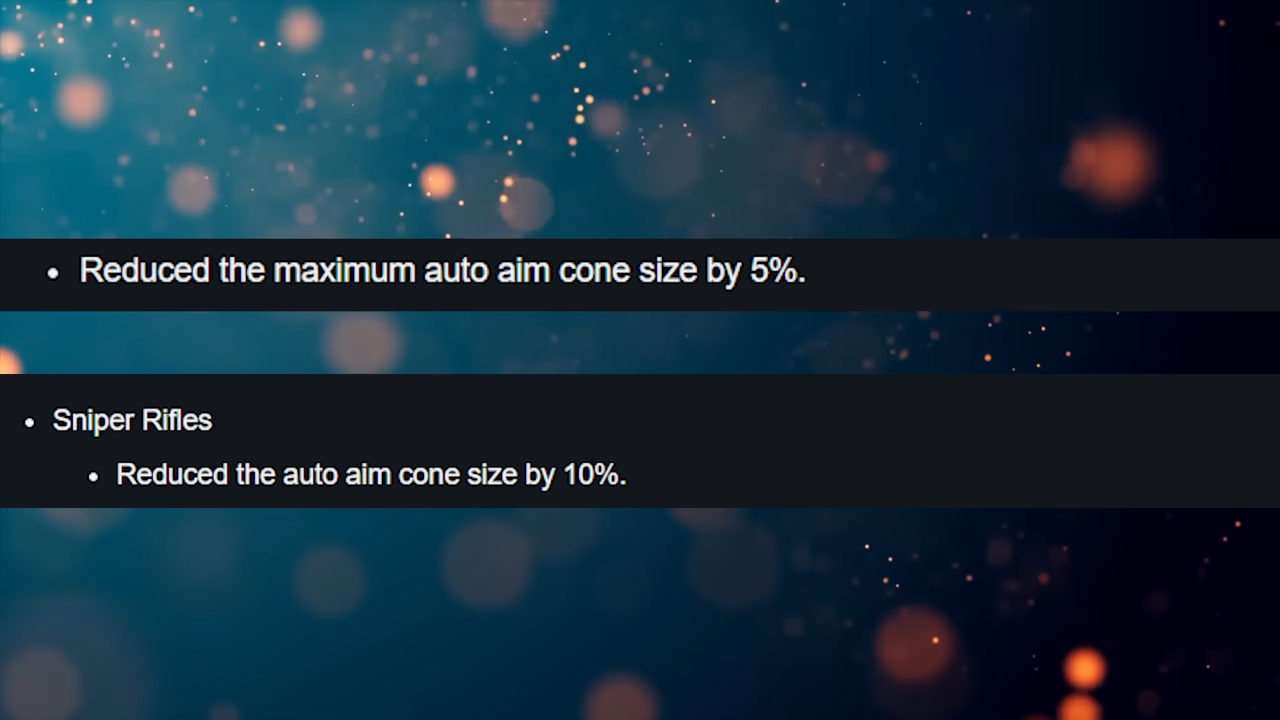 • Reduced the maximum auto aim cone size by 5%.
• Sniper Rifles
• Reduced the auto aim cone size by 10%.